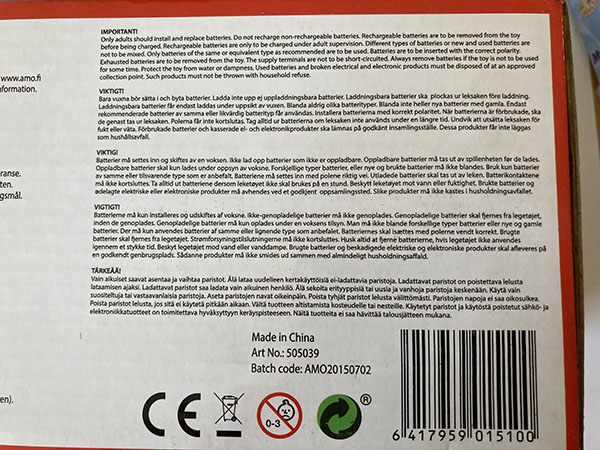 www.amo.fi
nformation.
eranse.
ten.
gsmål.
en).
IMPORTANT!
Only adults should install and replace batteries. Do not recharge non-rechargeable batteries. Rechargeable batteries are to be removed from the toy
before being charged. Rechargeable batteries are only to be charged under adult supervision. Different types of batteries or new and used batteries are
not to be mixed. Only batteries of the same or equivalent type as recommended are to be used. Batteries are to be inserted with the correct polarity.
Exhausted batteries are to be removed from the toy. The supply terminals are not to be short-circuited. Always remove batteries if the toy is not to be used
for some time. Protect the toy from water or dampness. Used batteries and broken electrical and electronic products must be disposed of at an approved
collection point. Such products must not be thrown with household refuse.
VIKTIGT!
Bara vuxna bör sätta i och byta batterier. Ladda inte upp ej uppladdningsbara batterier. Laddningsbara batterier ska plockas ur leksaken före laddning.
Laddningsbara batterier får endast laddas under uppsikt av vuxen. Blanda aldrig olika batterityper. Blanda inte heller nya batterier med gamla. Endast
rekommenderade batterier av samma eller likvärdig batterityp får användas. Installera batterierna med korrekt polaritet. När batterierna är förbrukade, ska
de genast tas ur leksaken. Polerna får inte kortslutas. Tag alltid ur batterierna om leksaken inte används under en längre tid. Undvik att utsätta leksaken för
fukt eller väta. Förbrukade batterier och kasserade el- och elektronikprodukter ska lämnas på godkänt insamlingsställe. Dessa produkter får inte läggas
som hushållsavfall.
VIKTIG!
Batterier må settes inn og skiftes av en voksen. Ikke lad opp batterier som ikke er oppladbare. Oppladbare batterier må tas ut av spillenheten før de lades.
Oppladbare batterier skal kun lades under oppsyn av voksne. Forskjellige typer batterier, eller nye og brukte batterier må ikke blandes. Bruk kun batterier
av samme eller tilsvarende type som er anbefalt. Batteriene må settes inn med polene riktig vei. Utladede batterier skal tas ut av leken. Batterikontaktene
må ikke kortsluttes. Ta alltid ut batteriene dersom leketøyet ikke skal brukes på en stund. Beskytt leketøyet mot vann eller fuktighet. Brukte batterier og
ødelagte elektriske eller elektroniske produkter må avhendes ved et godkjent oppsamlingssted. Slike produkter må ikke kastes i husholdningsavfallet.
VIGTIGT!
Batterierne må kun installeres og udskiftes af voksne. Ikke-genopladelige batterier må ikke genoplades. Genopladelige batterier skal fjernes fra legetøjet,
inden de genoplades. Genopladelige batterier må kun oplades under en voksens tilsyn. Man må ikke blande forskellige typer batterier eller nye og gamle
batterier. Der må kun anvendes batterier af samme eller lignende type som anbefalet. Batteriernes skal isættes med polerne vendt korrekt. Brugte
batterier skal fjernes fra legetøjet. Strømforsyningstilslutningerne må ikke kortsluttes. Husk altid at fjerne batterierne, hvis legetøjet ikke anvendes
igennem et stykke tid. Beskyt legetøjet mod vand eller vanddampe. Brugte batterier og beskadigede elektriske og elektroniske produkter skal afleveres på
en godkendt genbrugsplads. Sådanne produkter må ikke smides ud sammen med almindeligt husholdningsaffald.
TÄRKEÄÄ!
Vain aikuiset saavat asentaa ja vaihtaa paristot. Älä lataa uudelleen kertakäyttöisiä ei-ladattavia paristoja. Ladattavat paristot on poistettava lelusta
lataamisen ajaksi. Ladattavat paristot saa ladata vain aikuinen henkilö. Älä sekoita erityyppisiä tai uusia ja vanhoja paristoja keskenään. Käytä vain
suositeltuja tai vastaavanlaisia paristoja. Aseta paristojen navat oikeinpäin. Poista tyhjät paristot lelusta välittömästi. Paristojen napoja ei saa oikosulkea.
Poista paristot lelusta, jos sitä ei käytetä pitkään aikaan. Vältä tuotteen altistamista kosteudelle tai nesteille. Käytetyt paristot ja käytöstä poistetut sähkö- ja
elektroniikkatuotteet on toimitettava hyväksyttyyn keräyspisteeseen. Näitä tuotteita ei saa hävittää talousjätteen mukana.
Made in China
Art No.: 505039
Batch code: AMO20150702
CE
0-3
®
6 417959 015100